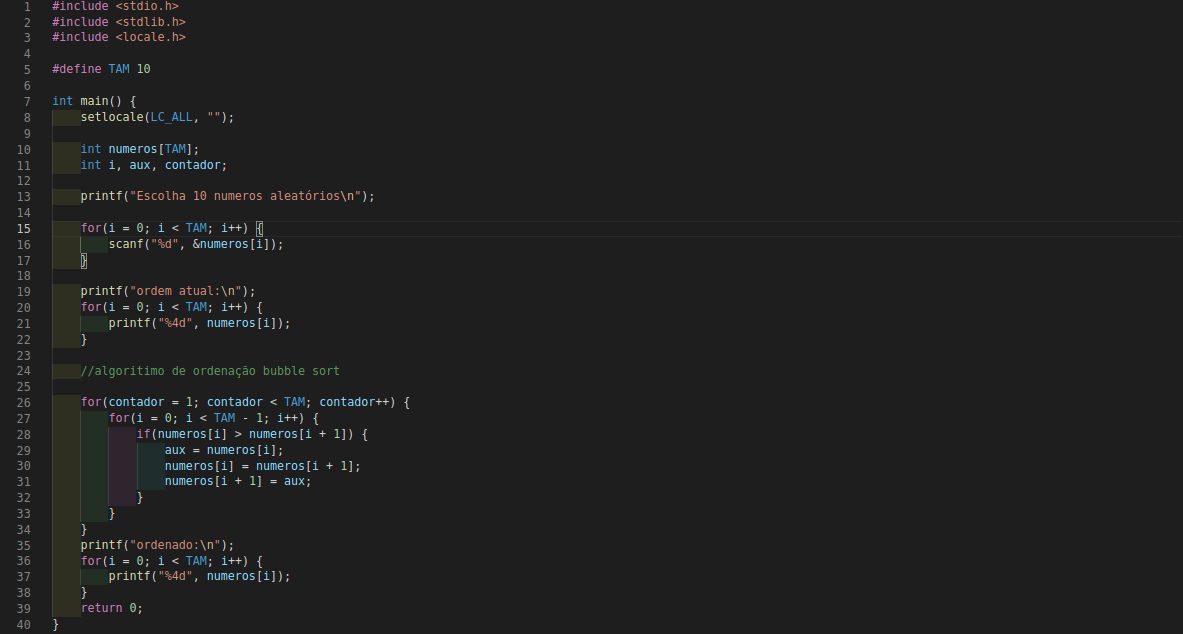 1 #include <stdio.h>
2 #include <stdlib.h>
3 #include <locale.h>
4
5 #define TAM 10
6
7 int main() {
8     setlocale(LC_ALL, "");
9
10     int numeros[TAM];
11     int i, aux, contador;
12
13     printf("Escolha 10 numeros aleatórios\n");
14
15     for(i = 0; i < TAM; i++) {
16         scanf("%d", &numeros[i]);
17     }
18
19     printf("ordem atual:\n");
20     for(i = 0; i < TAM; i++) {
21         printf("%4d", numeros[i]);
22     }
23
24     //algoritimo de ordenação bubble sort
25
26     for(contador = 1; contador < TAM; contador++) {
27         for(i = 0; i < TAM - 1; i++) {
28             if(numeros[i] > numeros[i + 1]) {
29                 aux = numeros[i];
30                 numeros[i] = numeros[i + 1];
31                 numeros[i + 1] = aux;
32             }
33         }
34     }
35     printf("ordenado:\n");
36     for(i = 0; i < TAM; i++) {
37         printf("%4d", numeros[i]);
38     }
39     return 0;
40 }